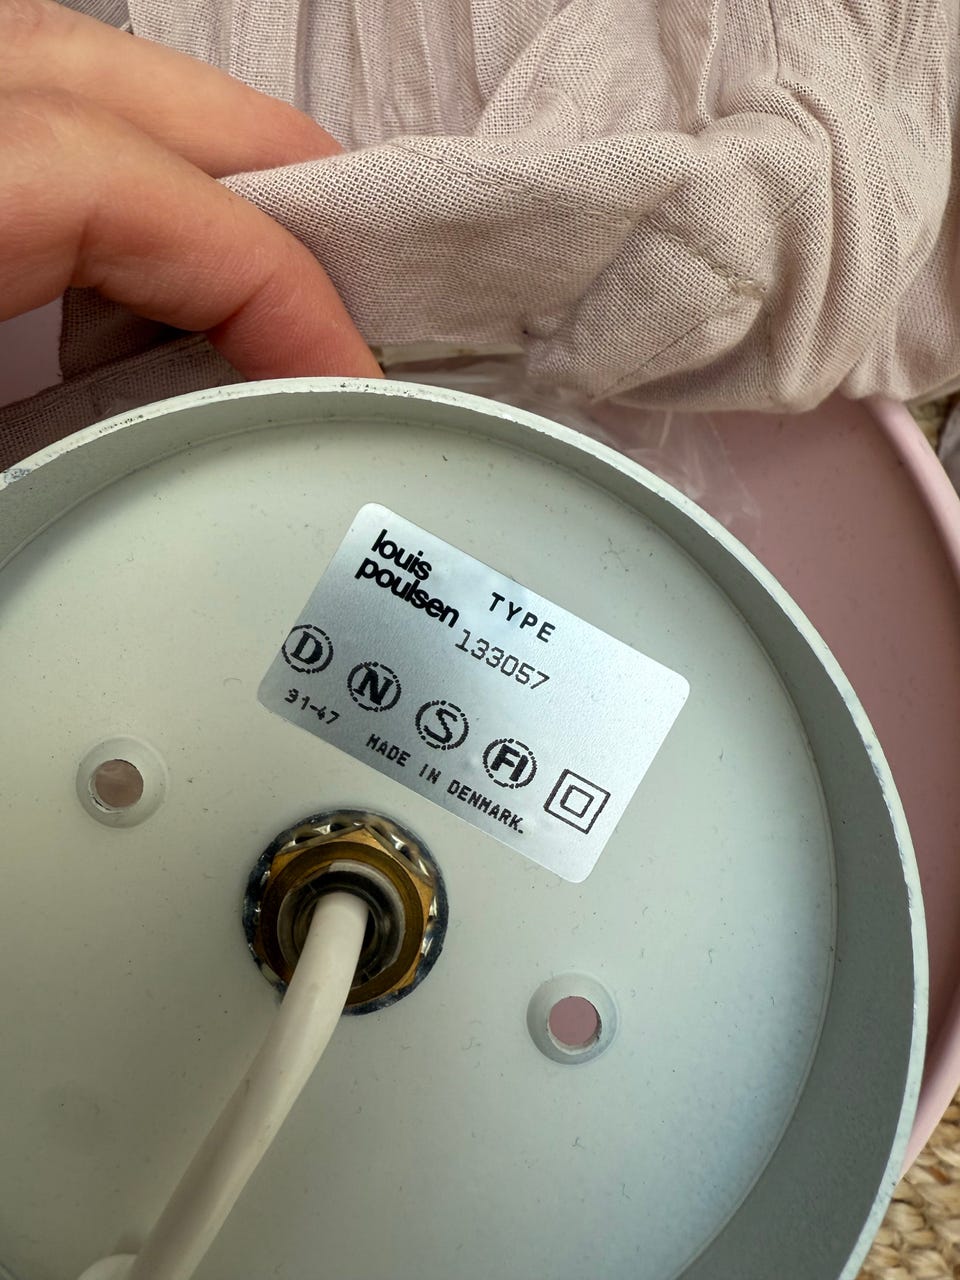 louis
poulsen
TYPE
133057
D N S FI
91-47
MADE IN DENMARK.